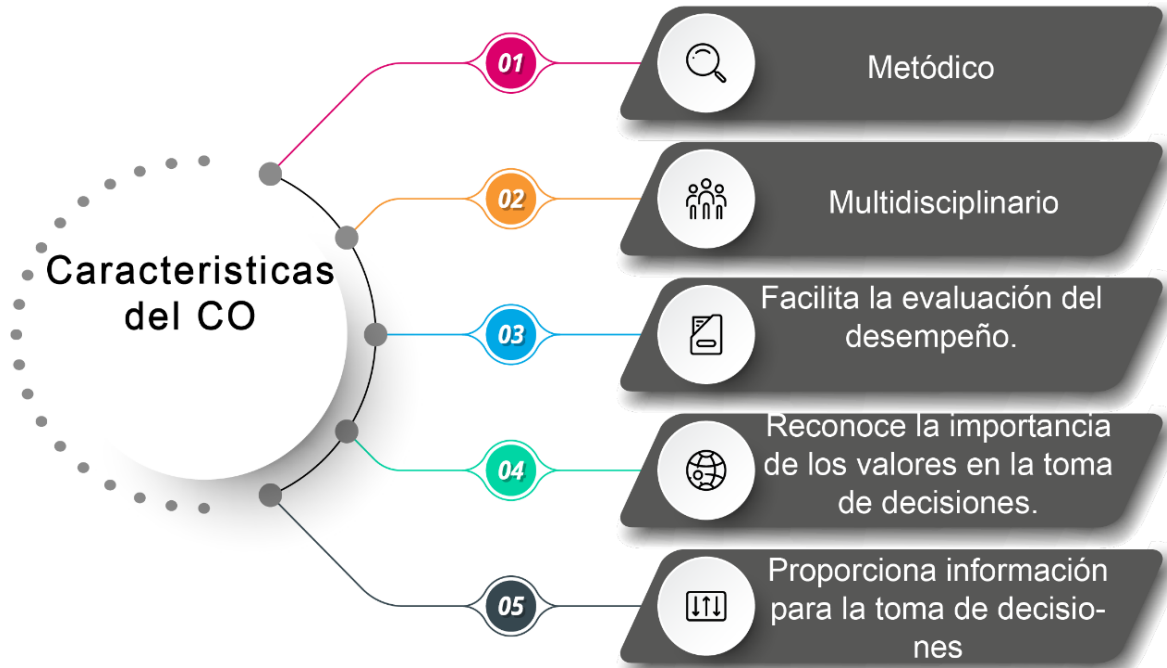 Caracteristicas
del CO
01
Metódico
02
Multidisciplinario
03
Facilita la evaluación del
desempeño.
04
Reconoce la importancia
de los valores en la toma
de decisiones.
05
Proporciona información
para la toma de decisio-
nes